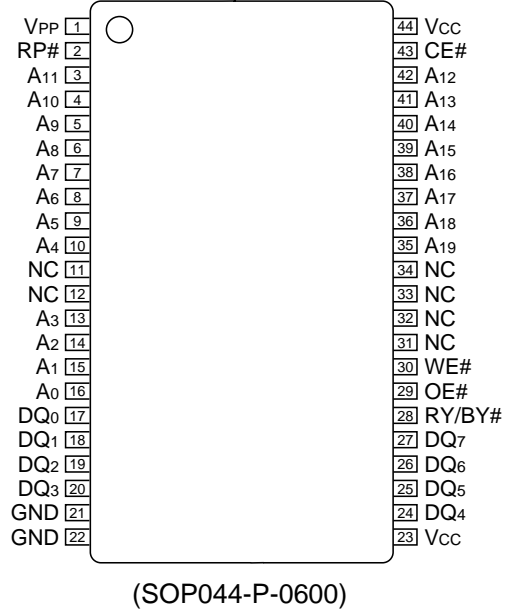 VPP 1 44 VCC
RP# 2 43 CE#
A11 3 42 A12
A10 4 41 A13
A9 5 40 A14
A8 6 39 A15
A7 7 38 A16
A6 8 37 A17
A5 9 36 A18
A4 10 35 A19
NC 11 34 NC
NC 12 33 NC
A3 13 32 NC
A2 14 31 NC
A1 15 30 WE#
A0 16 29 OE#
DQ0 17 28 RY/BY#
DQ1 18 27 DQ7
DQ2 19 26 DQ6
DQ3 20 25 DQ5
GND 21 24 DQ4
GND 22 23 VCC
(SOP044-P-0600)